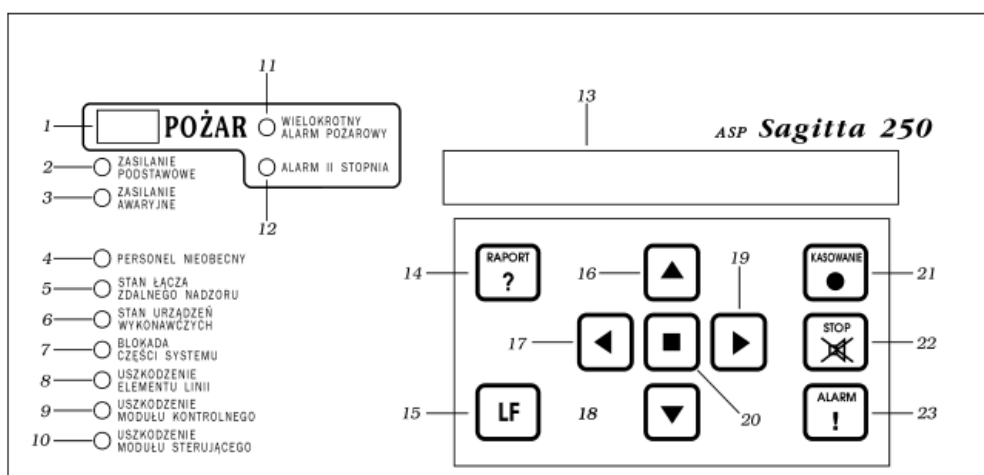 11
1 POŻAR WIELOKROTNY
ALARM POŻAROWY
ALARM II STOPNIA
12
2 ZASILANIE
PODSTAWOWE
3 ZASILANIE
AWARYJNE
4 PERSONEL NIEOBECNY
5 STAN ŁĄCZA
ZDALNEGO NADZORU
6 STAN URZĄDZEŃ
WYKONAWCZYCH
7 BLOKADA
CZĘŚCI SYSTEMU
8 USZKODZENIE
ELEMENTU LINII
9 USZKODZENIE
MODUŁU KONTROLNEGO
10 USZKODZENIE
MODUŁU STERUJĄCEGO
13
ASP Sagitta 250
14 RAPORT
?
16
19
KASOWANIE 21
17
STOP 22
20
15 LF
18
ALARM 23
!